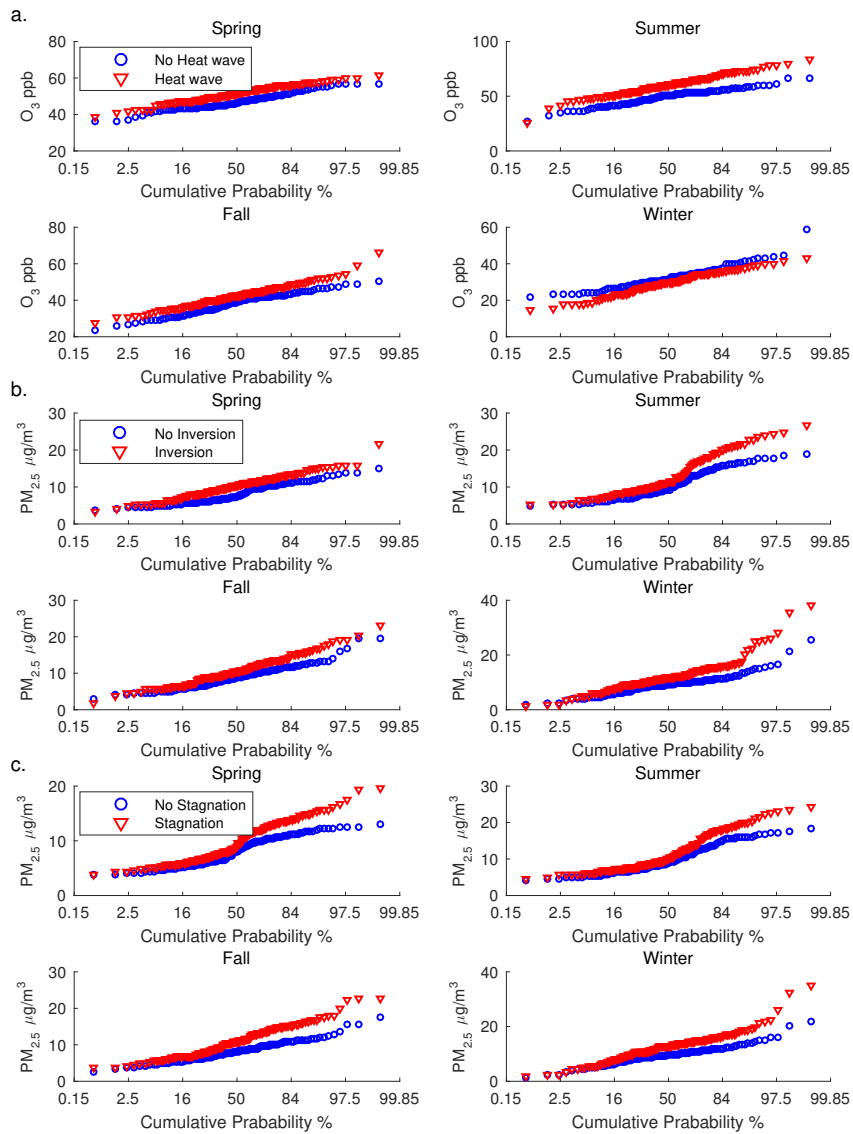 a.
Spring
Summer
80
60
40
20
O3 ppb
No Heat wave
Heat wave
0.15 2.5 16 50 84 97.5 99.85
Cumulative Prabability %
100
50
0
O3 ppb
0.15 2.5 16 50 84 97.5 99.85
Cumulative Prabability %
Fall
Winter
80
60
40
20
O3 ppb
0.15 2.5 16 50 84 97.5 99.85
Cumulative Prabability %
80
60
40
20
0
O3 ppb
0.15 2.5 16 50 84 97.5 99.85
Cumulative Prabability %
b.
Spring
Summer
30
20
10
0
PM2.5 μg/m3
No Inversion
Inversion
0.15 2.5 16 50 84 97.5 99.85
Cumulative Prabability %
30
20
10
0
PM2.5 μg/m3
0.15 2.5 16 50 84 97.5 99.85
Cumulative Prabability %
Fall
Winter
30
20
10
0
PM2.5 μg/m3
0.15 2.5 16 50 84 97.5 99.85
Cumulative Prabability %
40
20
0
PM2.5 μg/m3
0.15 2.5 16 50 84 97.5 99.85
Cumulative Prabability %
c.
Spring
Summer
20
10
0
PM2.5 μg/m3
No Stagnation
Stagnation
0.15 2.5 16 50 84 97.5 99.85
Cumulative Prabability %
30
20
10
0
PM2.5 μg/m3
0.15 2.5 16 50 84 97.5 99.85
Cumulative Prabability %
Fall
Winter
30
20
10
0
PM2.5 μg/m3
0.15 2.5 16 50 84 97.5 99.85
Cumulative Prabability %
40
20
0
PM2.5 μg/m3
0.15 2.5 16 50 84 97.5 99.85
Cumulative Prabability %